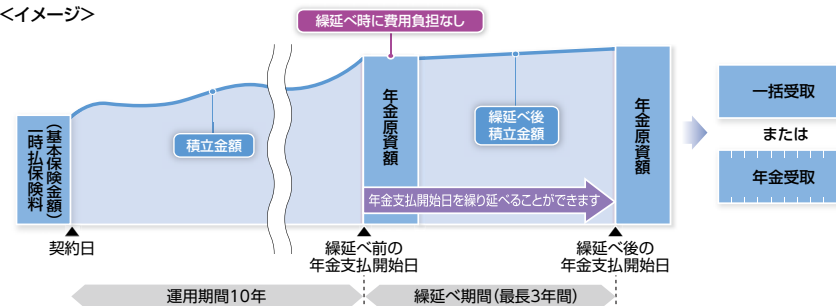 <イメージ>
繰延べ時に費用負担なし
一時払保険料
(基本保険金額)
積立金額
年金原資額
繰延べ後
積立金額
年金原資額
年金支払開始日を繰り延べることができます
一括受取
または
年金受取
契約日
繰延べ前の
年金支払開始日
繰延べ後の
年金支払開始日
運用期間10年
繰延べ期間(最長3年間)